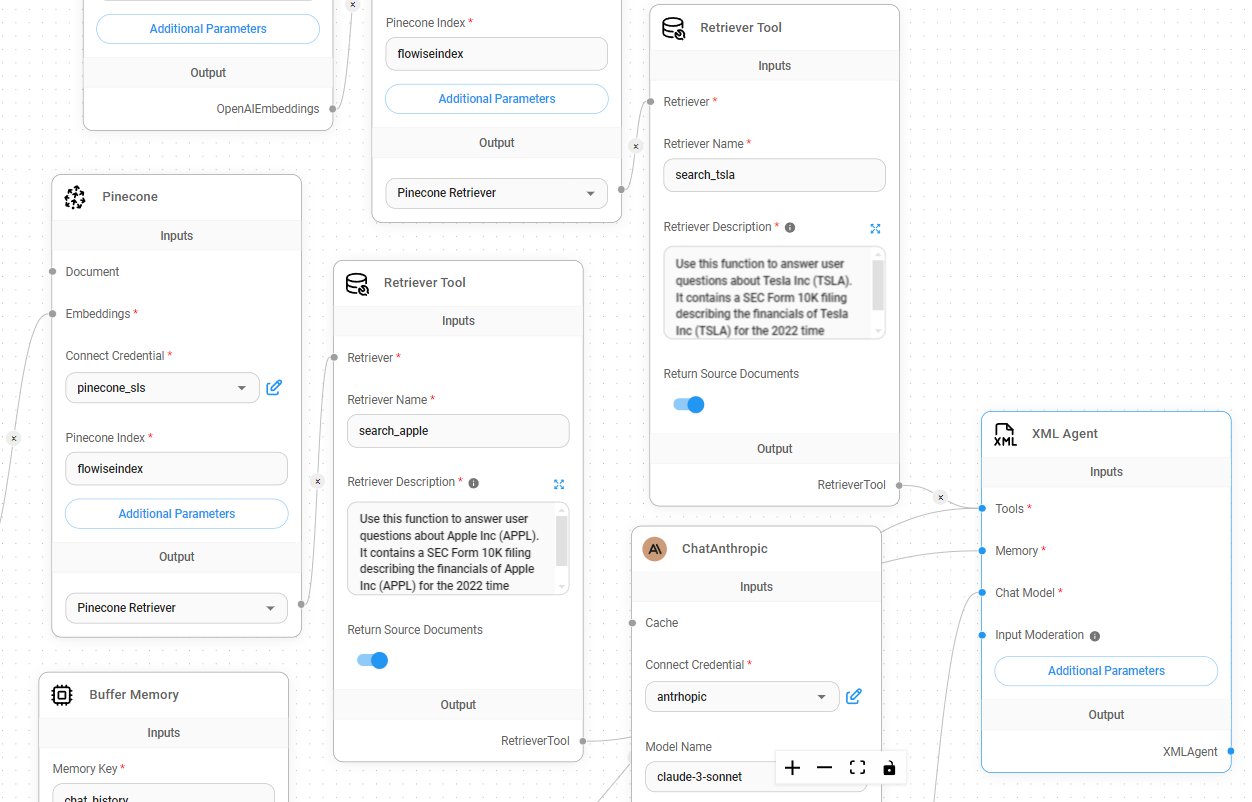 Additional Parameters
Output
OpenAIEmbeddings
Pinecone Index *
flowiseindex
Additional Parameters
Output
Pinecone Retriever
Retriever Tool
Inputs
Retriever *
Retriever Name *
search_tsla
Retriever Description *
Use this function to answer user
questions about Tesla Inc (TSLA).
It contains a SEC Form 10K filing
describing the financials of Tesla
Inc (TSLA) for the 2022 time
Return Source Documents
Output
RetrieverTool
Pinecone
Inputs
Document
Embeddings *
Connect Credential *
pinecone_sls
Pinecone Index *
flowiseindex
Additional Parameters
Output
Pinecone Retriever
Retriever Tool
Inputs
Retriever *
Retriever Name *
search_apple
Retriever Description *
Use this function to answer user
questions about Apple Inc (APPL).
It contains a SEC Form 10K filing
describing the financials of Apple
Inc (APPL) for the 2022 time
Return Source Documents
Output
RetrieverTool
Buffer Memory
Inputs
Memory Key *
chat_history
ChatAnthropic
Inputs
Cache
Connect Credential *
antrhopic
Model Name
claude-3-sonnet
XML
XML Agent
Inputs
Tools *
Memory *
Chat Model *
Input Moderation
Additional Parameters
Output
XMLAgent